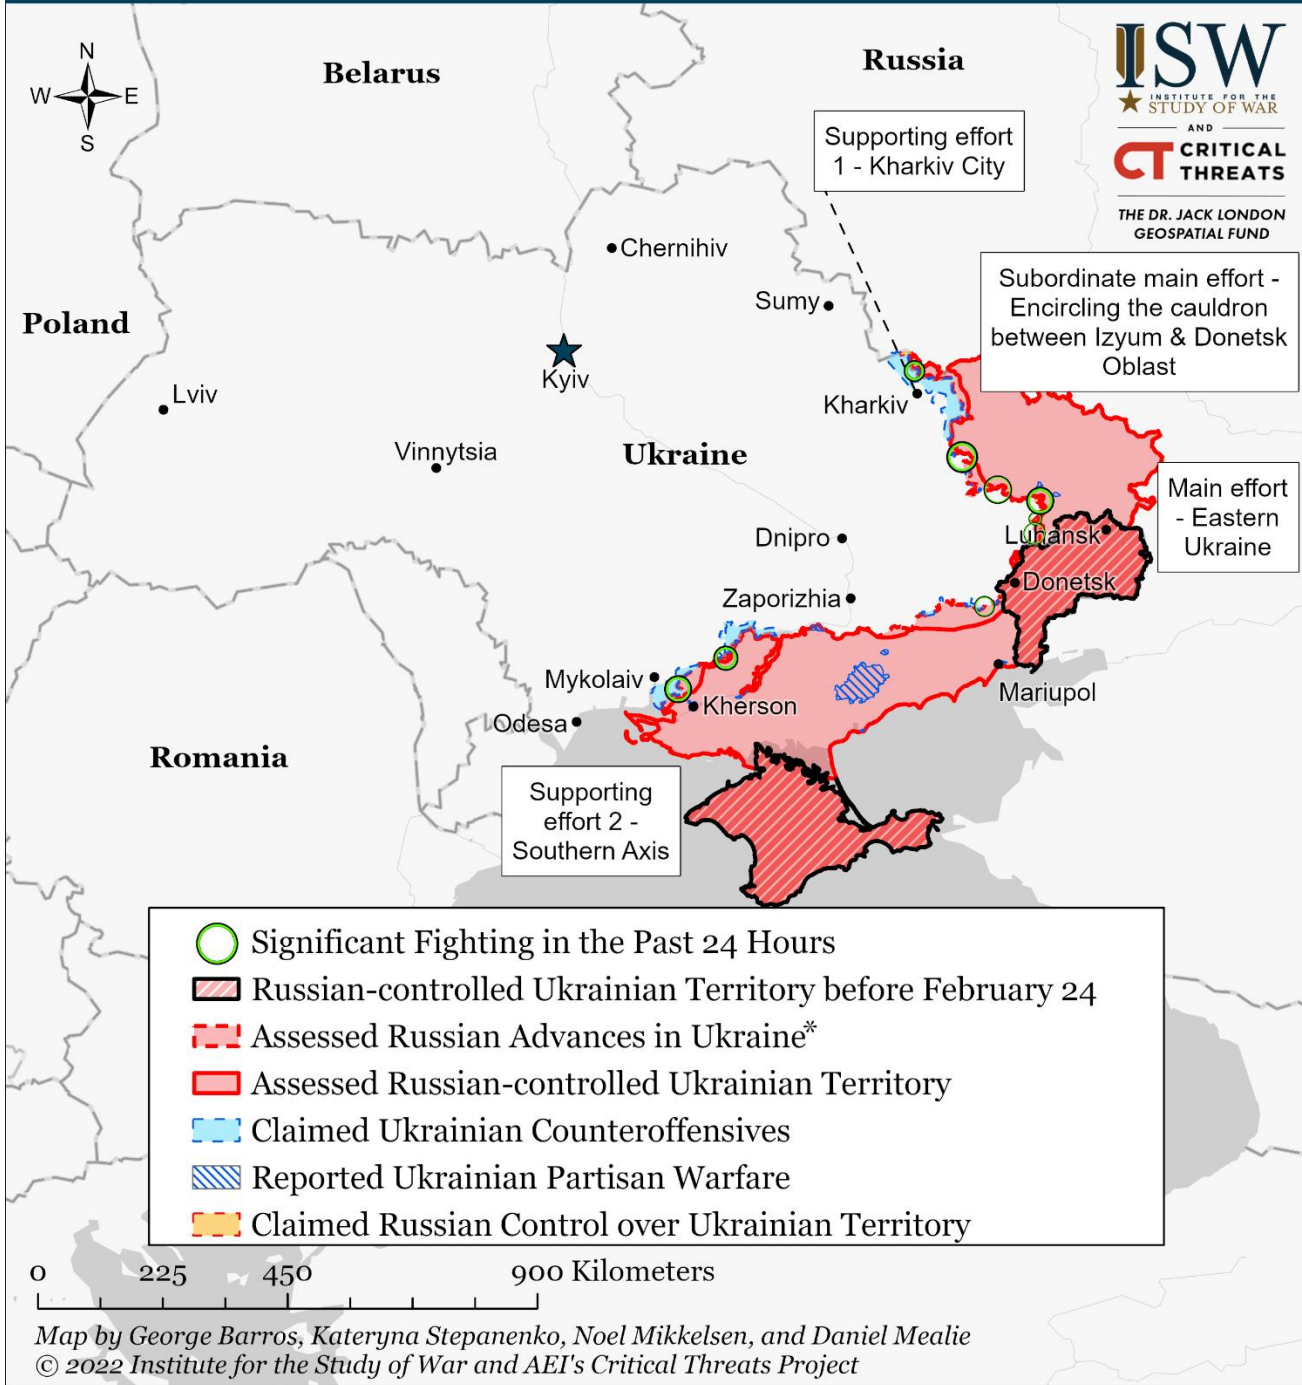 N
W E
S
Belarus
Russia
ISW
INSTITUTE FOR THE
STUDY OF WAR
AND
CT CRITICAL
THREATS
THE DR. JACK LONDON
GEOSPATIAL FUND
Supporting effort
1 - Kharkiv City
Chernihiv
Subordinate main effort -
Encircling the cauldron
between Izyum & Donetsk
Oblast
Sumy
Poland
Kyiv
Lviv
Kharkiv
Vinnytsia
Ukraine
Main effort
- Eastern
Ukraine
Dnipro
Luhansk
Donetsk
Zaporizhia
Mykolaiv
Mariupol
Kherson
Odesa
Romania
Supporting
effort 2 -
Southern Axis
Significant Fighting in the Past 24 Hours
Russian-controlled Ukrainian Territory before February 24
Assessed Russian Advances in Ukraine*
Assessed Russian-controlled Ukrainian Territory
Claimed Ukrainian Counteroffensives
Reported Ukrainian Partisan Warfare
Claimed Russian Control over Ukrainian Territory
0 225 450 900 Kilometers
Map by George Barros, Kateryna Stepanenko, Noel Mikkelsen, and Daniel Mealie
© 2022 Institute for the Study of War and AEI's Critical Threats Project